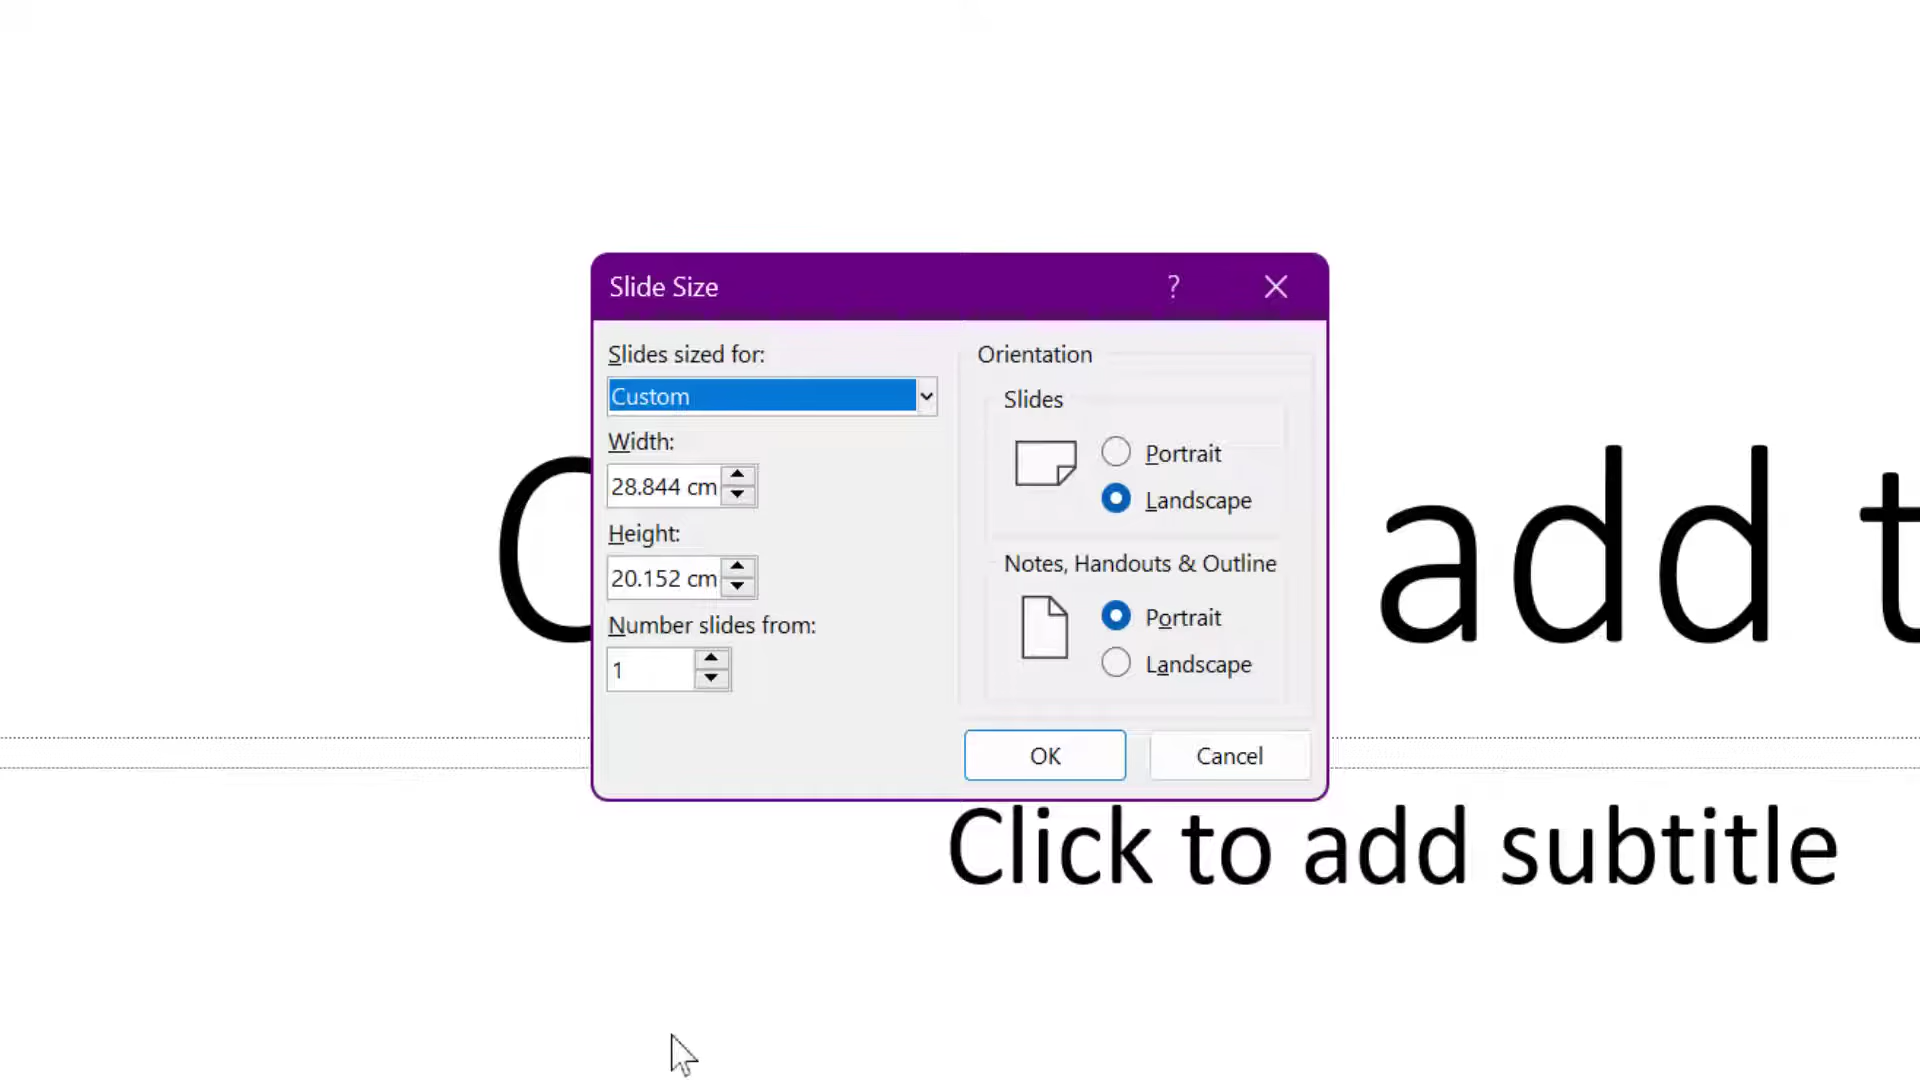 Slide Size
?
Slides sized for:
Custom
Width:
28.844 cm
Height:
20.152 cm
Number slides from:
1
Orientation
Slides
Portrait
Landscape
Notes, Handouts & Outline
Portrait
Landscape
OK
Cancel
C add t
Click to add subtitle